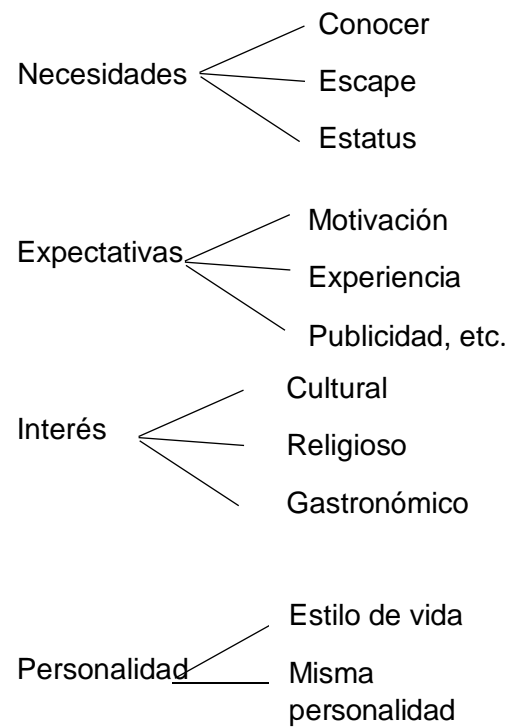 Conocer
Necesidades
Escape
Estatus
Motivación
Expectativas
Experiencia
Publicidad, etc.
Cultural
Interés
Religioso
Gastronómico
Estilo de vida
Personalidad
Misma
personalidad